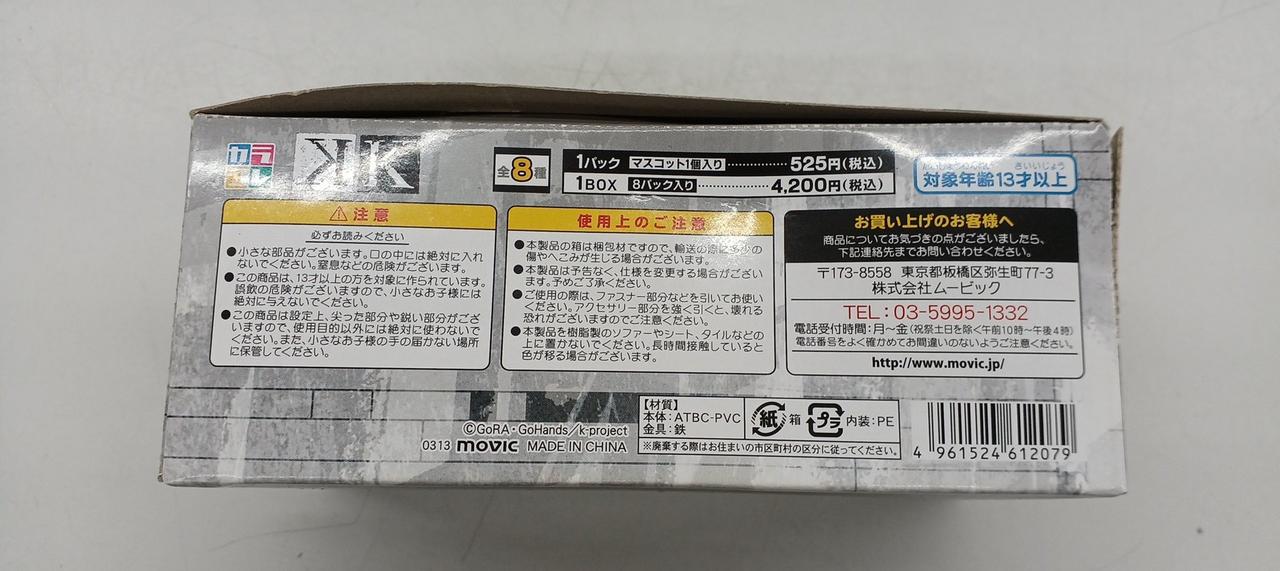 カラコレ
K K
全8種
1パック マスコット1個入り 525円(税込)
1BOX 8パック入り 4,200円(税込)
対象年齢13才以上
⚠注意
必ずお読みください
●小さな部品がございます。口の中には絶対に入れ
ないでください。窒息などの危険がございます。
●この商品は、13才以上の方を対象に作られています。
誤飲の危険がございますので、小さなお子様には
絶対に与えないでください。
●この商品は設定上、尖った部分や鋭い部分がござ
いますので、使用目的以外には絶対に使わないで
ください。また、小さなお子様の手の届かない場所
に保管してください。
使用上のご注意
●本製品の箱は梱包材ですので、輸送の際に多少の
傷やへこみが生じる場合がございます。
●本製品は予告なく、仕様を変更する場合がござい
ます。予めご了承ください。
●ご使用の際は、ファスナー部分などを引いてお使い
ください。アクセサリー部分を強く引くと、壊れる
恐れがございますのでご注意ください。
●本製品を樹脂製のソファーやシート、タイルなどの
上に置かないでください。長時間接触していると
色が移る場合がございます。
お買い上げのお客様へ
商品についてお気づきの点がございましたら、
下記連絡先までお問い合わせください。
〒173-8558 東京都板橋区弥生町77-3
株式会社ムービック
TEL:03-5995-1332
電話受付時間:月〜金(祝祭土日を除く午前10時〜午後4時)
電話番号をよく確かめてお間違いのないようご注意ください。
http://www.movic.jp/
©GoRA・GoHands/k-project
0313 movic MADE IN CHINA
【材質】
本体:ATBC-PVC
金具:鉄
紙 箱
プラ 内装:PE
※廃棄する際はお住まいの市区町村の区分に従ってください。
4 961524 612079